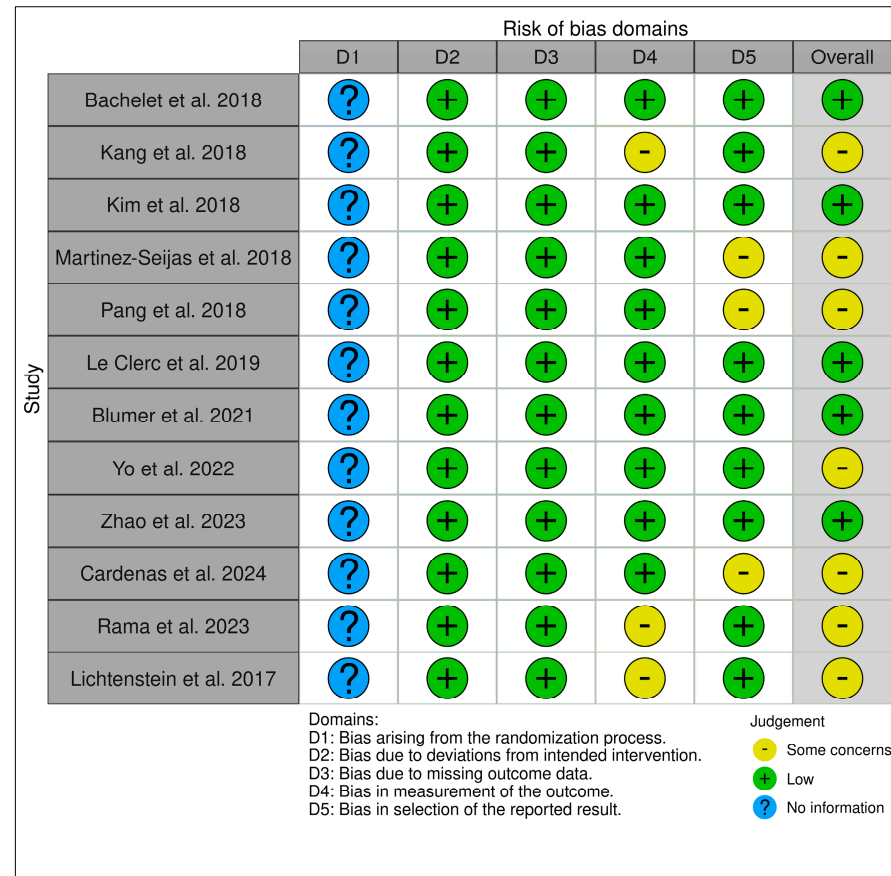 Risk of bias domains
D1 D2 D3 D4 D5 Overall
Study
Bachelet et al. 2018 ? + + + + +
Kang et al. 2018 ? + + - + -
Kim et al. 2018 ? + + + + +
Martinez-Seijas et al. 2018 ? + + + - -
Pang et al. 2018 ? + + + - -
Le Clerc et al. 2019 ? + + + + +
Blumer et al. 2021 ? + + + + +
Yo et al. 2022 ? + + + + -
Zhao et al. 2023 ? + + + + +
Cardenas et al. 2024 ? + + + - -
Rama et al. 2023 ? + + - + -
Lichtenstein et al. 2017 ? + + - + -
Domains:
D1: Bias arising from the randomization process.
D2: Bias due to deviations from intended intervention.
D3: Bias due to missing outcome data.
D4: Bias in measurement of the outcome.
D5: Bias in selection of the reported result.
Judgement
- Some concerns
+ Low
? No information